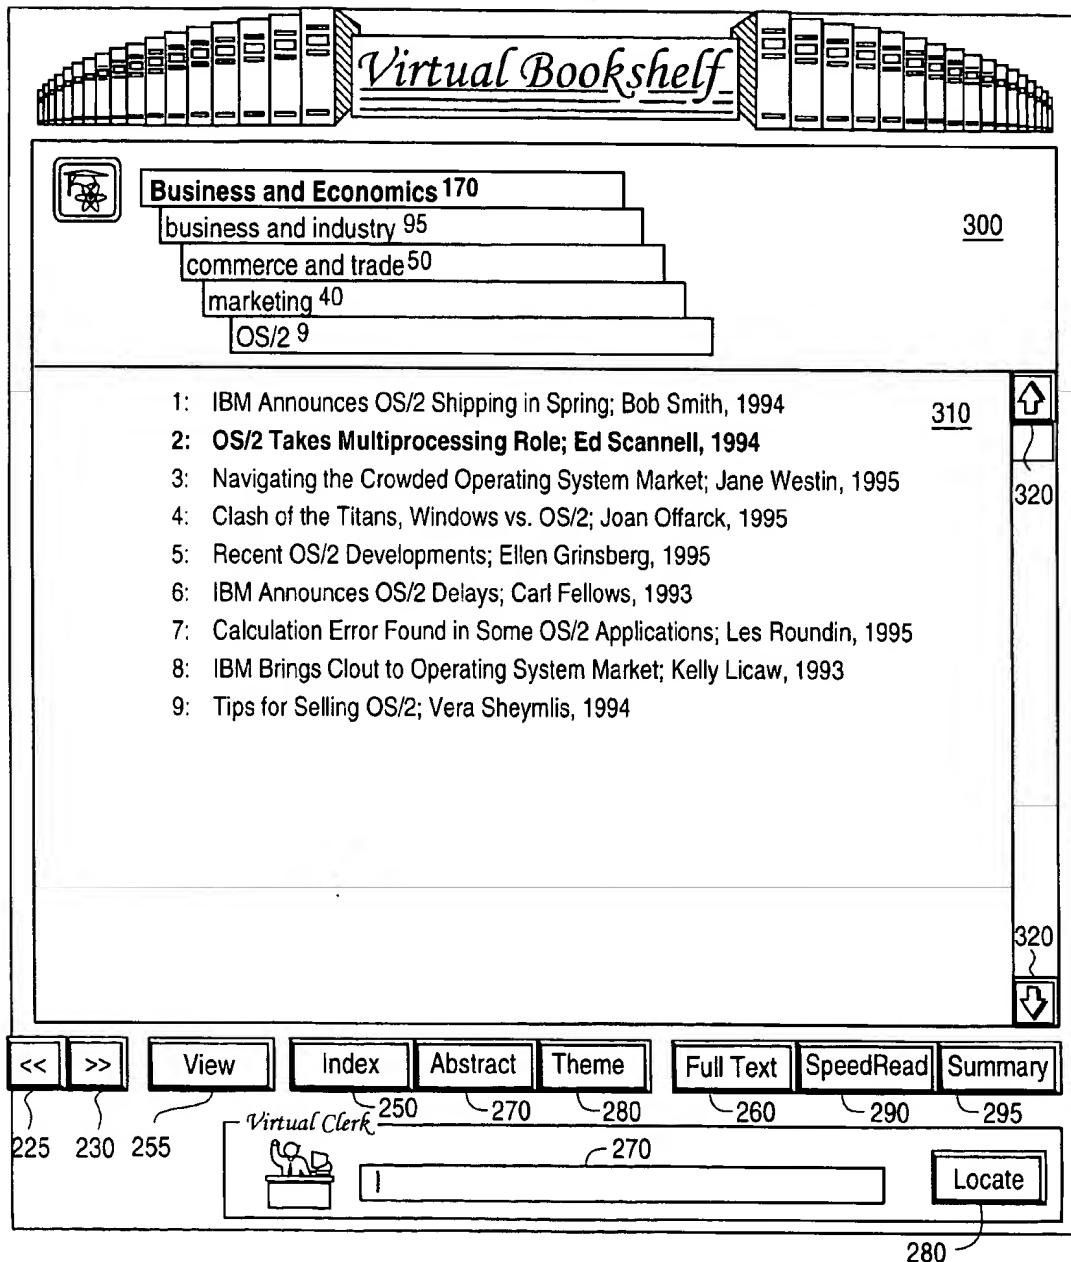 Virtual Bookshelf
Business and Economics 170
business and industry 95
300
commerce and trade 50
marketing 40
OS/2 9
1: IBM Announces OS/2 Shipping in Spring; Bob Smith, 1994
310
2: OS/2 Takes Multiprocessing Role; Ed Scannell, 1994
3: Navigating the Crowded Operating System Market; Jane Westin, 1995
320
4: Clash of the Titans, Windows vs. OS/2; Joan Offarck, 1995
5: Recent OS/2 Developments; Ellen Grinsberg, 1995
6: IBM Announces OS/2 Delays; Carl Fellows, 1993
7: Calculation Error Found in Some OS/2 Applications; Les Roundin, 1995
8: IBM Brings Clout to Operating System Market; Kelly Licaw, 1993
9: Tips for Selling OS/2; Vera Sheymlis, 1994
320
<< >> View Index Abstract Theme Full Text SpeedRead Summary
250 270 280 260 290 295
225 230 255 Virtual Clerk
270
Locate
280